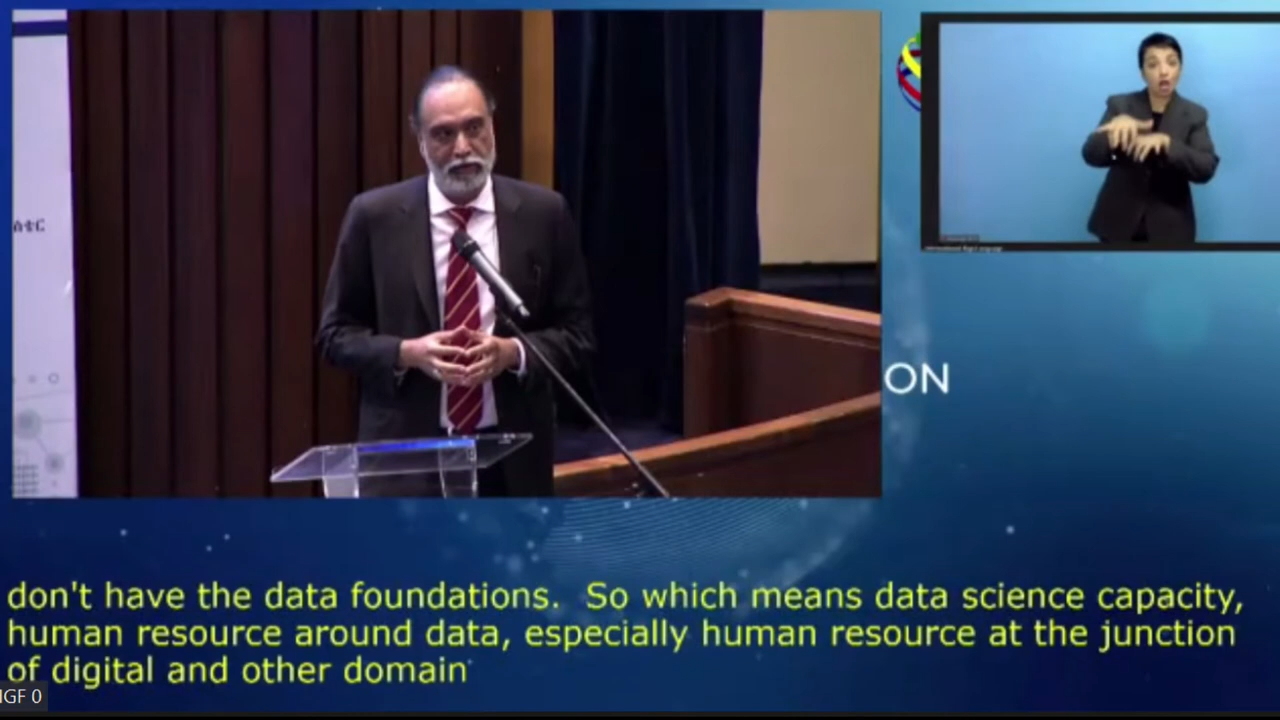 ስቴር
ON
don't have the data foundations.  So which means data science capacity,
human resource around data, especially human resource at the junction
of digital and other domain
IGF 0